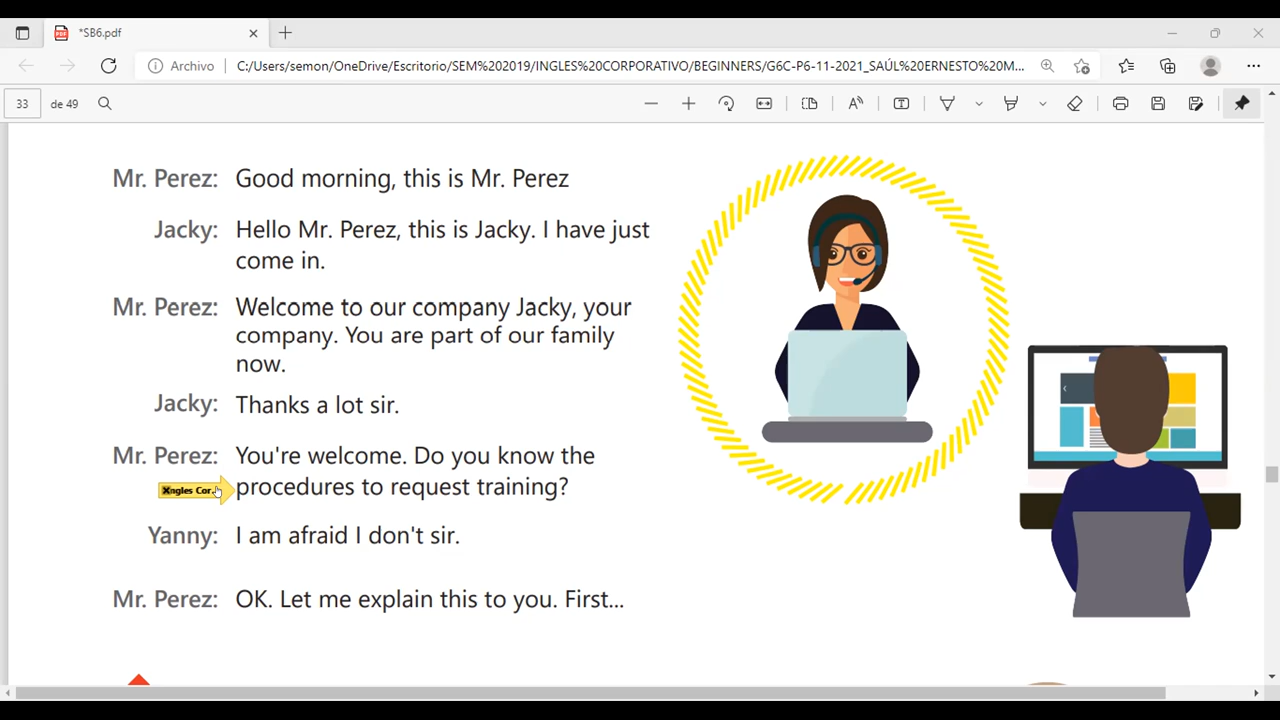 *SB6.pdf
Archivo C:/Users/semon/OneDrive/Escritorio/SEM%202019/INGLES%20CORPORATIVO/BEGINNERS/G6C-P6-11-2021_SAÚL%20ERNESTO%20M...
33 de 49
Mr. Perez: Good morning, this is Mr. Perez
Jacky: Hello Mr. Perez, this is Jacky. I have just
come in.
Mr. Perez: Welcome to our company Jacky, your
company. You are part of our family
now.
Jacky: Thanks a lot sir.
Mr. Perez: You're welcome. Do you know the
procedures to request training?
Yanny: I am afraid I don't sir.
Mr. Perez: OK. Let me explain this to you. First...